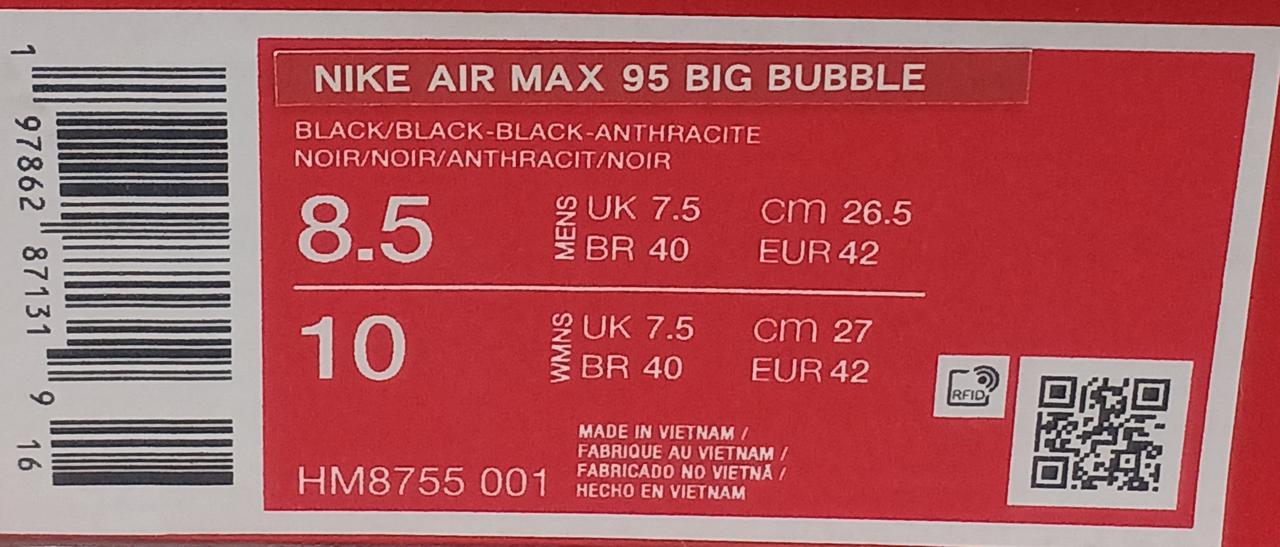 1 97862 87131 9 16
NIKE AIR MAX 95 BIG BUBBLE
BLACK/BLACK-BLACK-ANTHRACITE
NOIR/NOIR/ANTHRACIT/NOIR
8.5
MENS
UK 7.5 cm 26.5
BR 40 EUR 42
10
WMNS
UK 7.5 cm 27
BR 40 EUR 42
RFID
HM8755 001
MADE IN VIETNAM /
FABRIQUE AU VIETNAM /
FABRICADO NO VIETNÃ /
HECHO EN VIETNAM